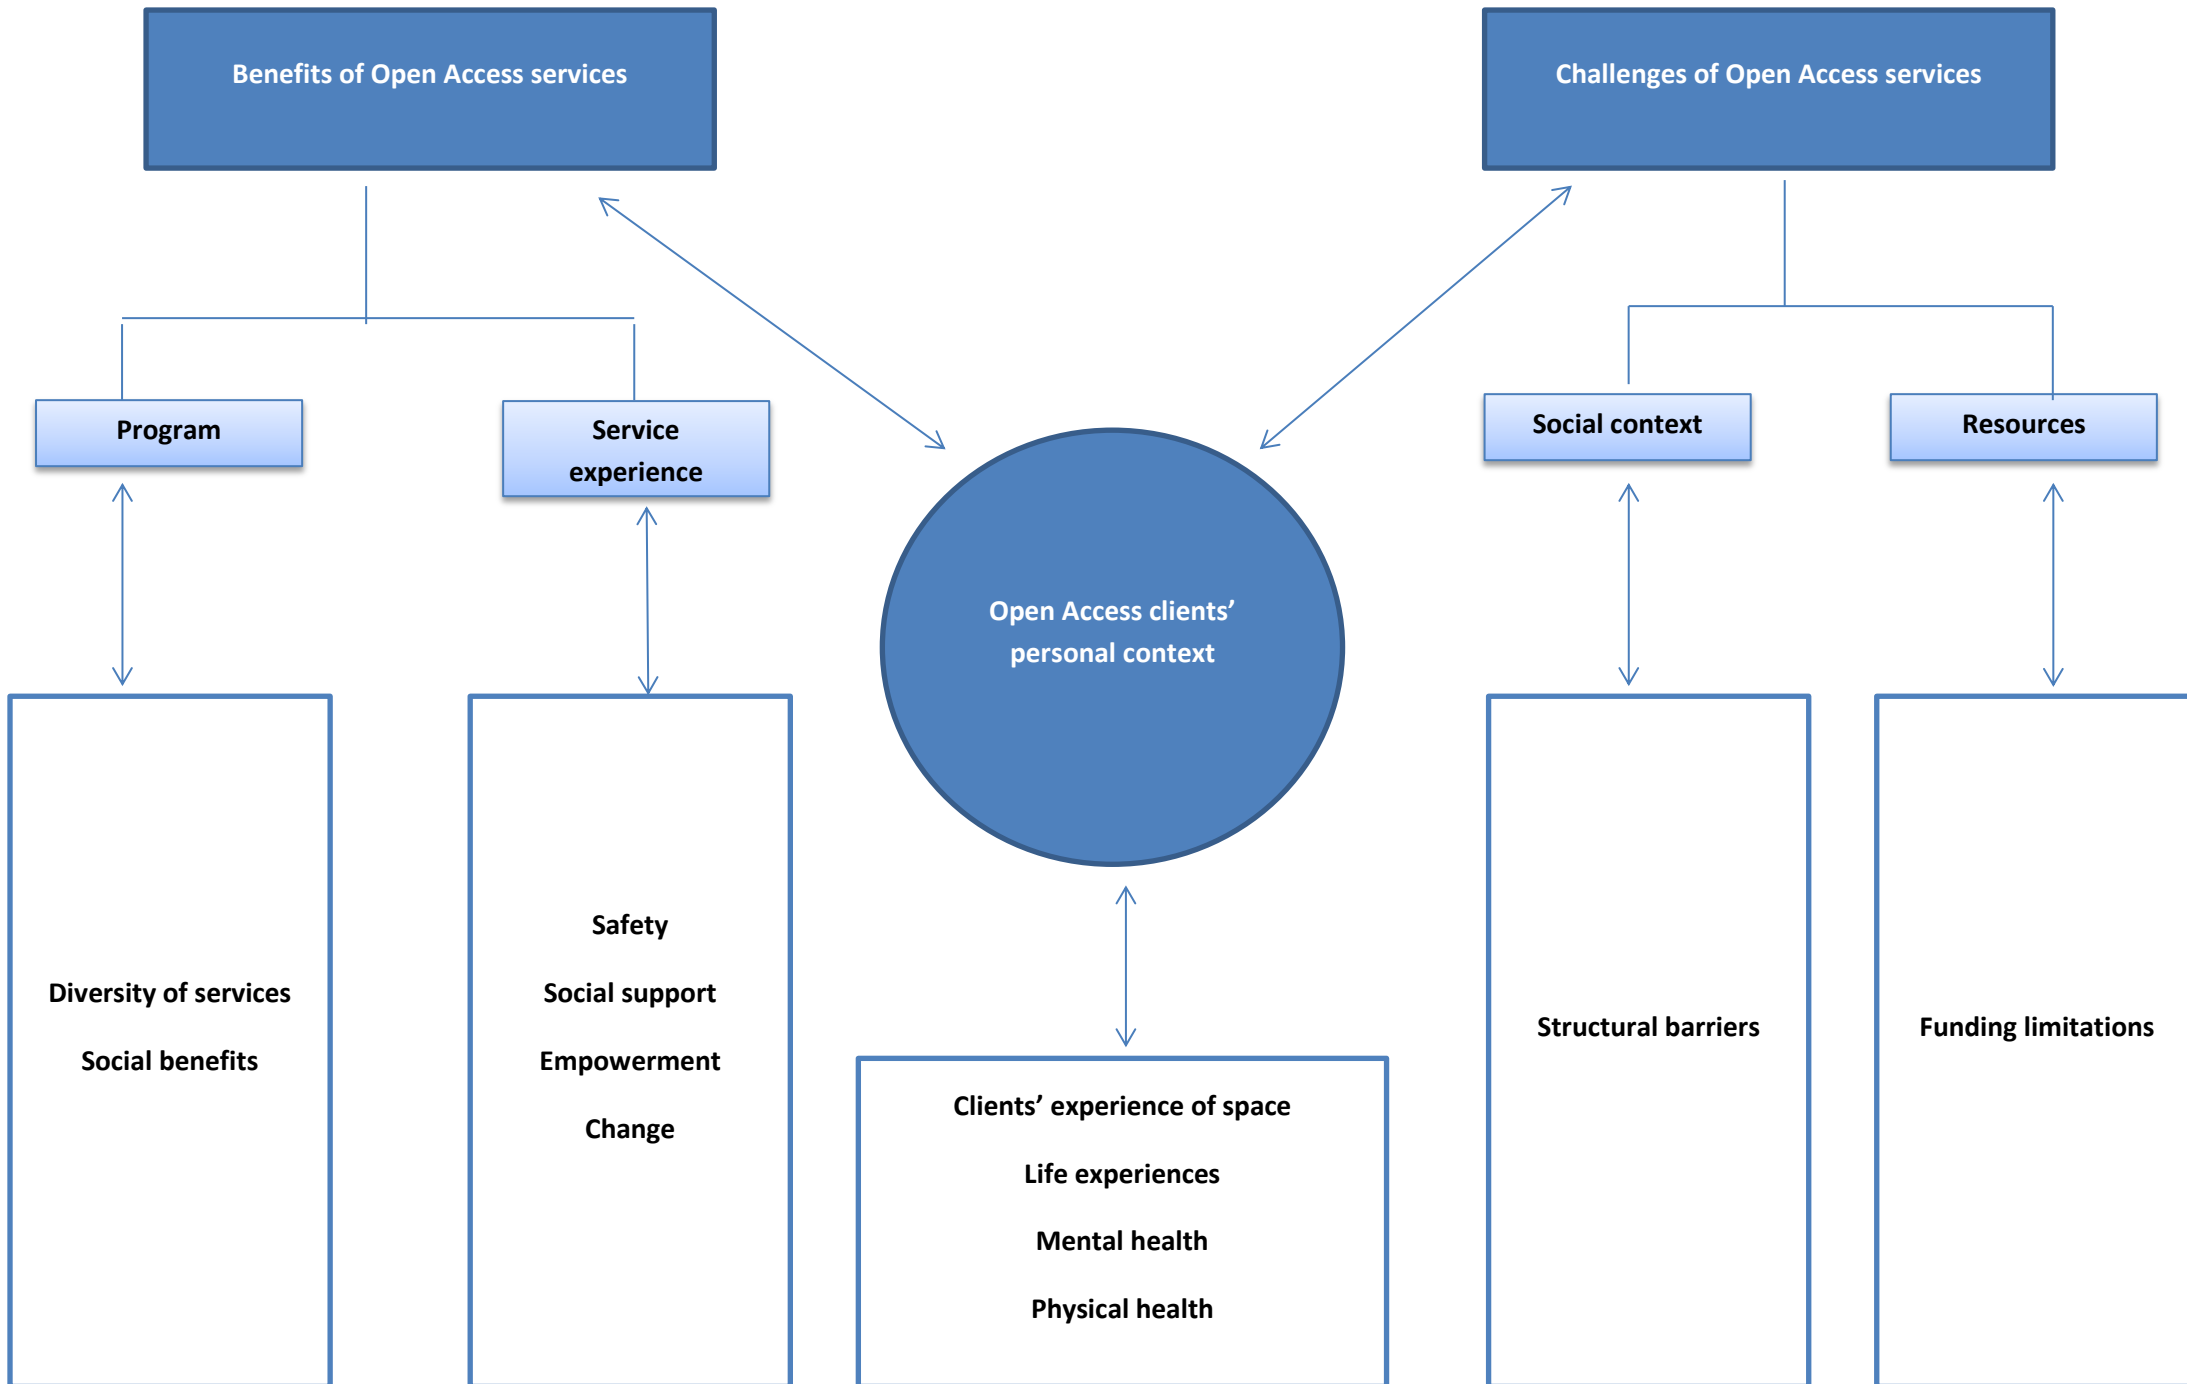 Benefits of Open Access services
Challenges of Open Access services
Program
Service
experience
Social context
Resources
Open Access clients’
personal context
Diversity of services
Social benefits
Safety
Social support
Empowerment
Change
Clients’ experience of space
Life experiences
Mental health
Physical health
Structural barriers
Funding limitations